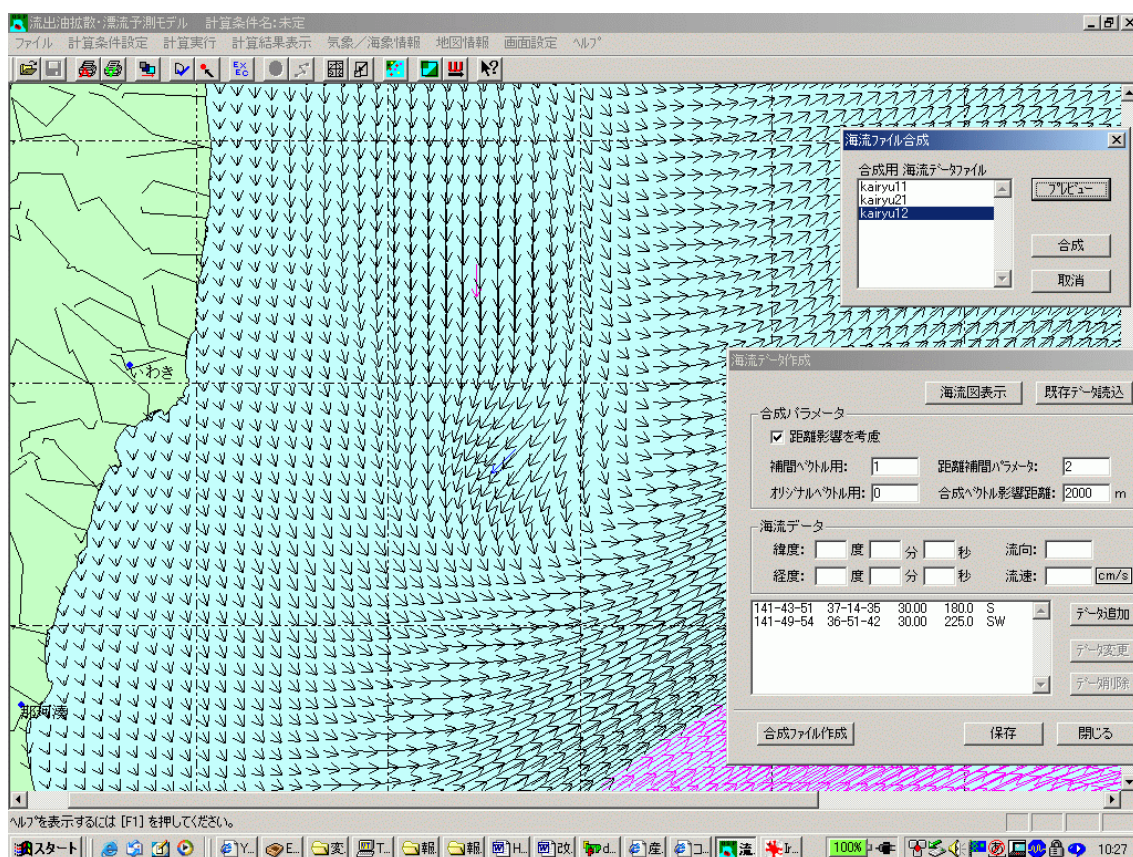 流出油拡散・漂流予測モデル 計算条件名:未定
ファイル 計算条件設定 計算実行 計算結果表示 気象／海象情報 地図情報 画面設定 ヘルプ
EX EC
海流ファイル合成
合成用 海流データファイル
kairyu11
kairyu21
kairyu12
プレビュー
合成
取消
いわき
那珂湊
海流データ作成
海流図表示 既存データ読込
合成パラメータ
距離影響を考慮
補間ベクトル用: 1 距離補間パラメータ: 2
オリジナルベクトル用: 0 合成ベクトル影響距離: 2000 m
海流データ
緯度: 度 分 秒 流向:
経度: 度 分 秒 流速: cm/s
141-43-51 37-14-35 30.00 180.0 S
141-49-54 36-51-42 30.00 225.0 SW
データ追加
データ変更
データ削除
合成ファイル作成 保存 閉じる
ヘルプを表示するには [F1] を押してください。
スタート Y... E... 変. T... 報. 報. H... 改. d... 産. コ... 流. Ir... 100% あ 10:27